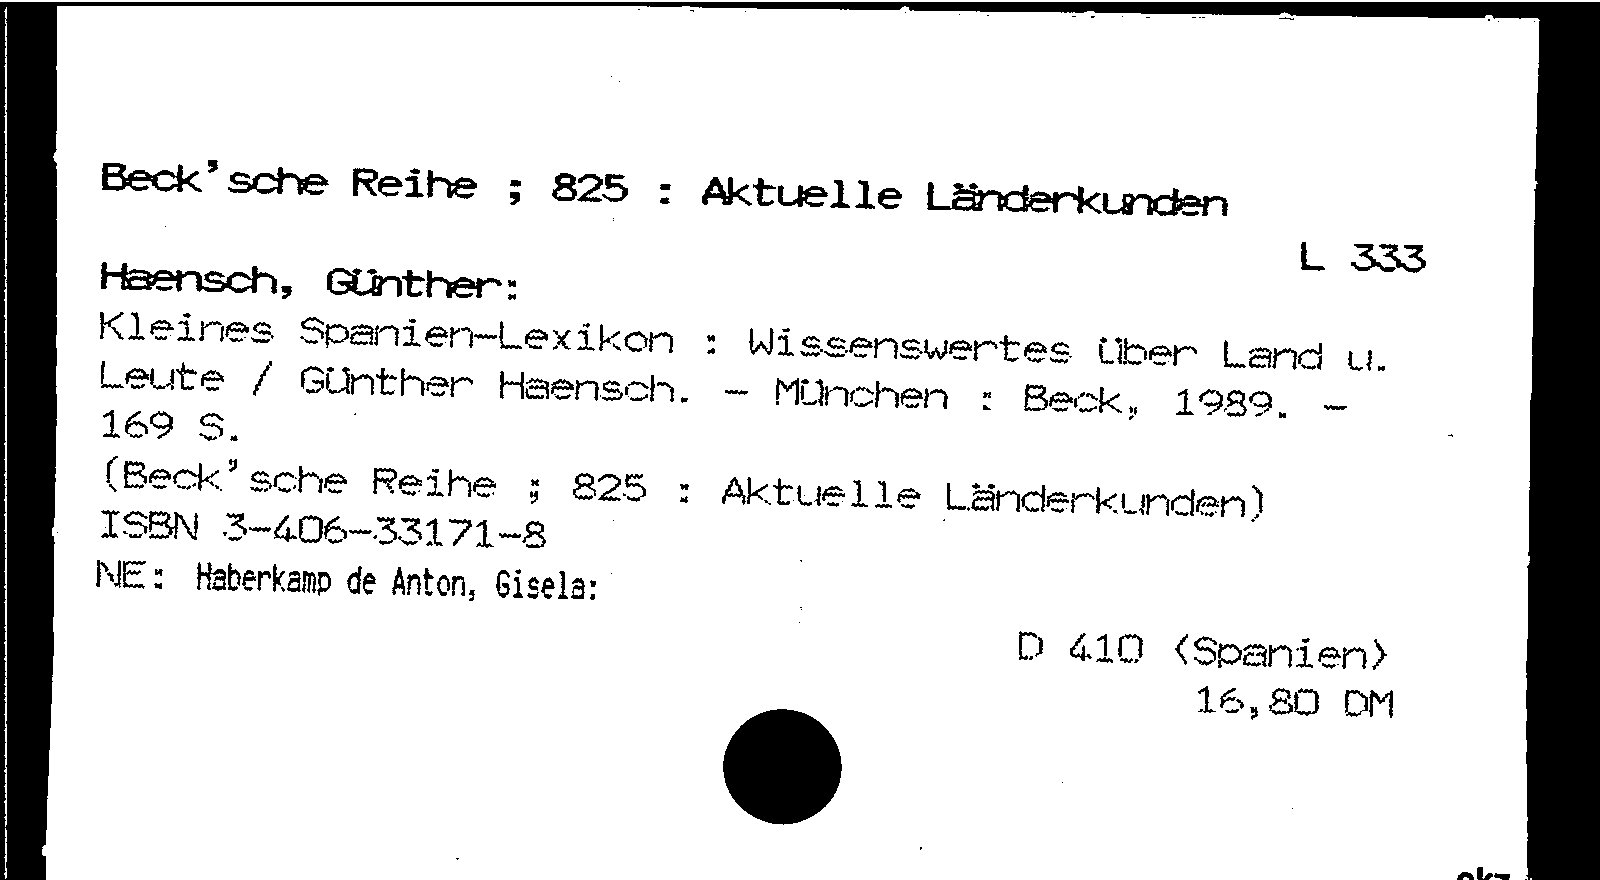 Beck'sche Reihe ; 825 : Aktuelle Länderkunden
L 333
Haensch, Günther:
Kleines Spanien-Lexikon : Wissenswertes über Land u.
Leute / Günther Haensch. - München : Beck, 1989. -
169 S.
(Beck'sche Reihe ; 825 : Aktuelle Länderkunden)
ISBN 3-406-33171-8
NE: Haberkamp de Anton, Gisela:
D 410 <Spanien>
16,80 DM